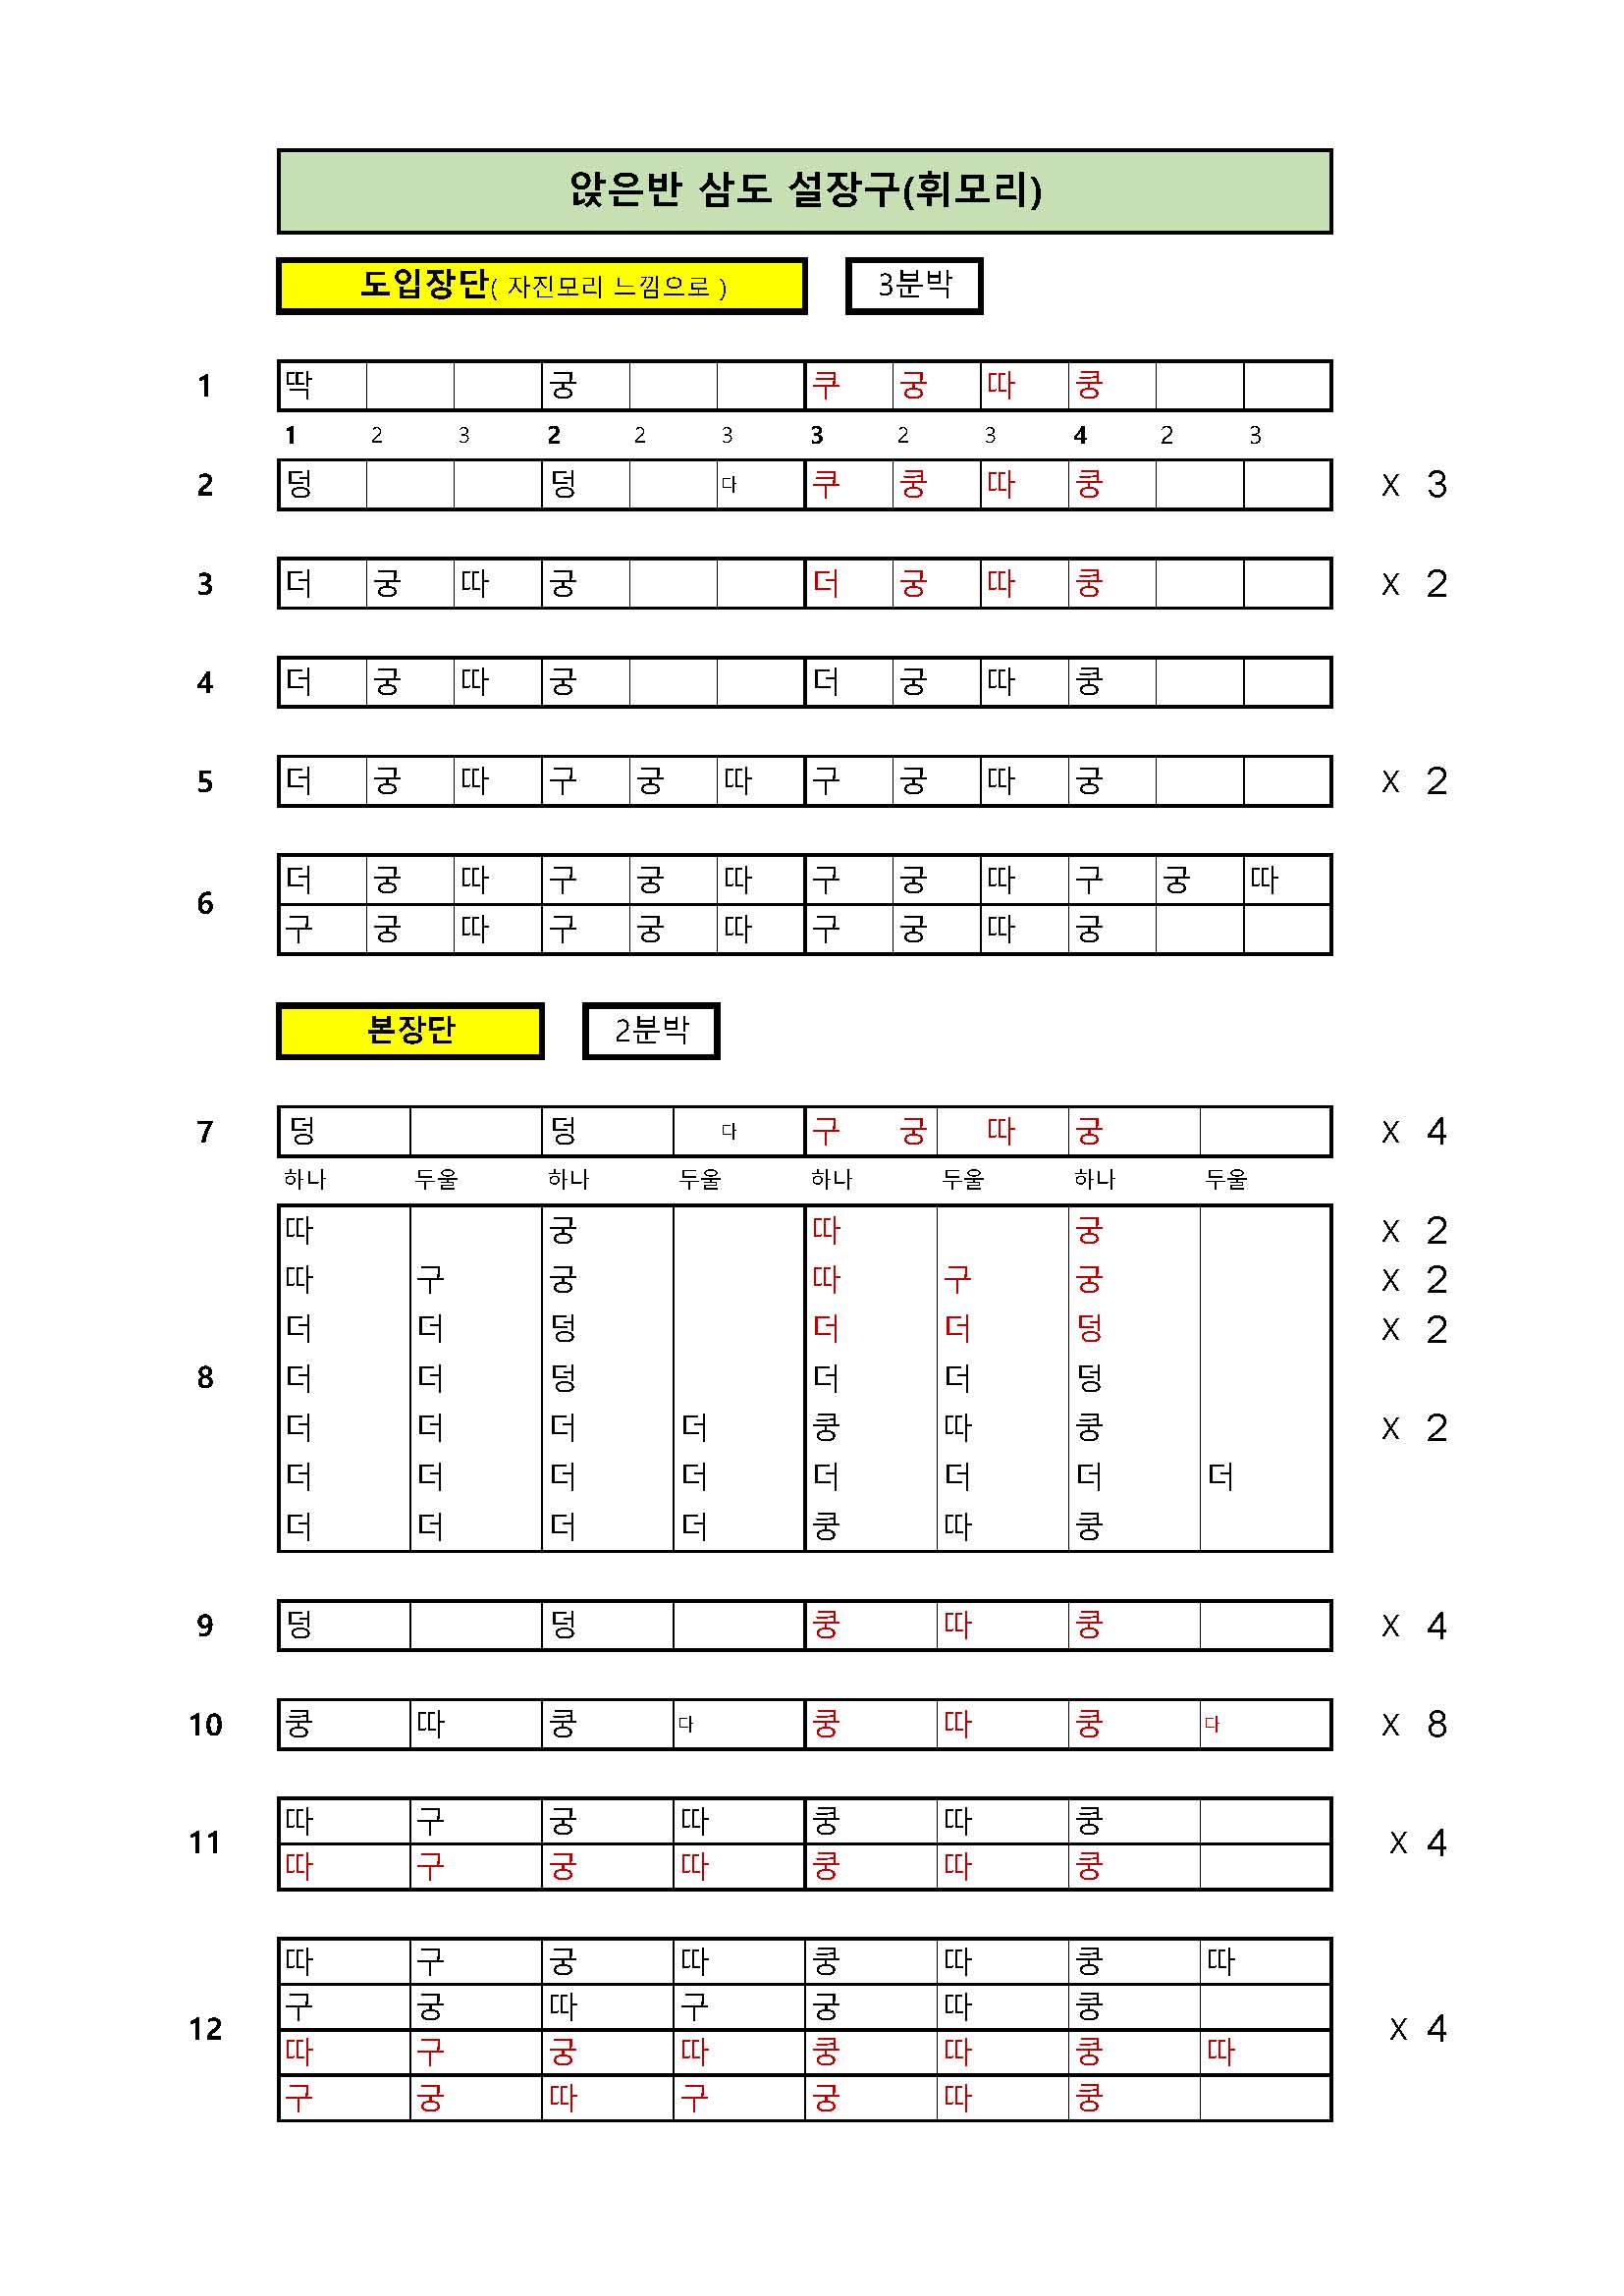 앉은반 삼도 설장구(휘모리)
도입장단( 자진모리 느낌으로 ) 3분박
1 딱 궁 쿠 궁 따 쿵
1 2 3 2 2 3 3 2 3 4 2 3
2 덩 덩 다 쿠 쿵 따 쿵 X 3
3 더 궁 따 궁 더 궁 따 쿵 X 2
4 더 궁 따 궁 더 궁 따 쿵
5 더 궁 따 구 궁 따 구 궁 따 궁 X 2
6 더 궁 따 구 궁 따 구 궁 따 구 궁 따
구 궁 따 구 궁 따 구 궁 따 궁
본장단 2분박
7 덩 덩 다 구 궁 따 궁 X 4
하나 두울 하나 두울 하나 두울 하나 두울
따 궁 따 궁 X 2
따 구 궁 따 구 궁 X 2
더 더 덩 더 더 덩 X 2
8 더 더 덩 더 더 덩
더 더 더 더 쿵 따 쿵 X 2
더 더 더 더 더 더 더 더
더 더 더 더 쿵 따 쿵
9 덩 덩 쿵 따 쿵 X 4
10 쿵 따 쿵 다 쿵 따 쿵 다 X 8
11 따 구 궁 따 쿵 따 쿵 X 4
따 구 궁 따 쿵 따 쿵
12 따 구 궁 따 쿵 따 쿵 따 X 4
구 궁 따 구 궁 따 쿵
따 구 궁 따 쿵 따 쿵 따
구 궁 따 구 궁 따 쿵